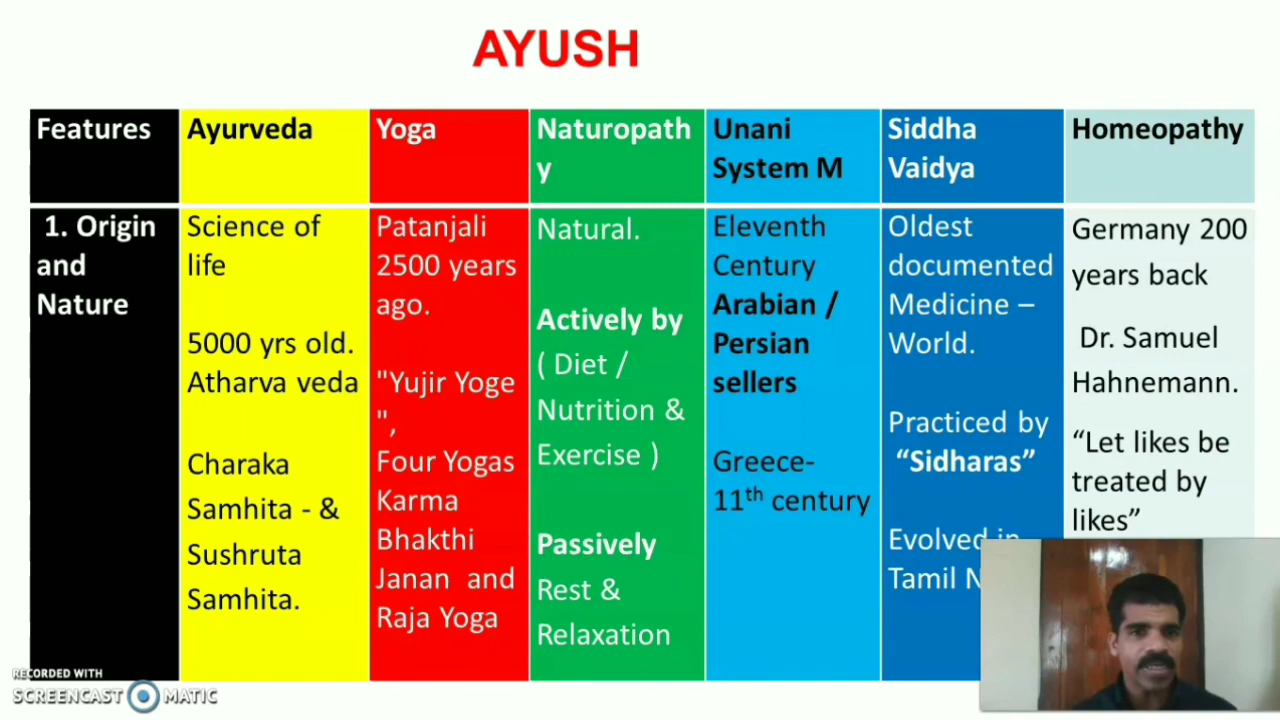 AYUSH
Features
Ayurveda
Yoga
Naturopath
y
Unani
System M
Siddha
Vaidya
Homeopathy
1. Origin
and
Nature
Science of
life
5000 yrs old.
Atharva veda
Charaka
Samhita - &
Sushruta
Samhita.
Patanjali
2500 years
ago.
"Yujir Yoge
",
Four Yogas
Karma
Bhakthi
Janan and
Raja Yoga
Natural.
Actively by
( Diet /
Nutrition &
Exercise )
Passively
Rest &
Relaxation
Eleventh
Century
Arabian /
Persian
sellers
Greece-
11th century
Oldest
documented
Medicine –
World.
Practiced by
“Sidharas”
Evolved in
Tamil
Germany 200
years back
Dr. Samuel
Hahnemann.
“Let likes be
treated by
likes”
RECORDED WITH
SCREENCAST MATIC